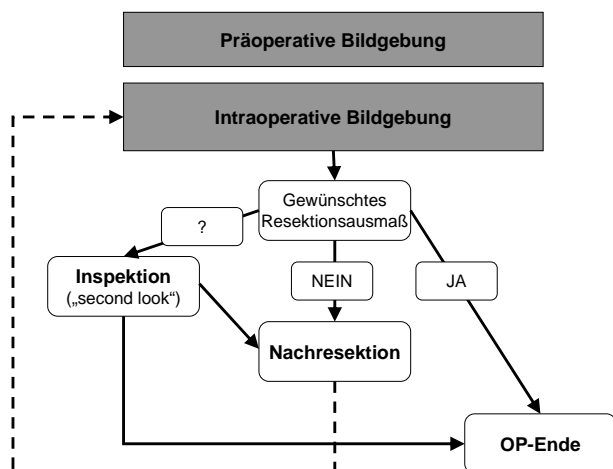 Präoperative Bildgebung
Intraoperative Bildgebung
Gewünschtes
Resektionsausmaß
?
Inspektion
(„second look“)
NEIN
JA
Nachresektion
OP-Ende